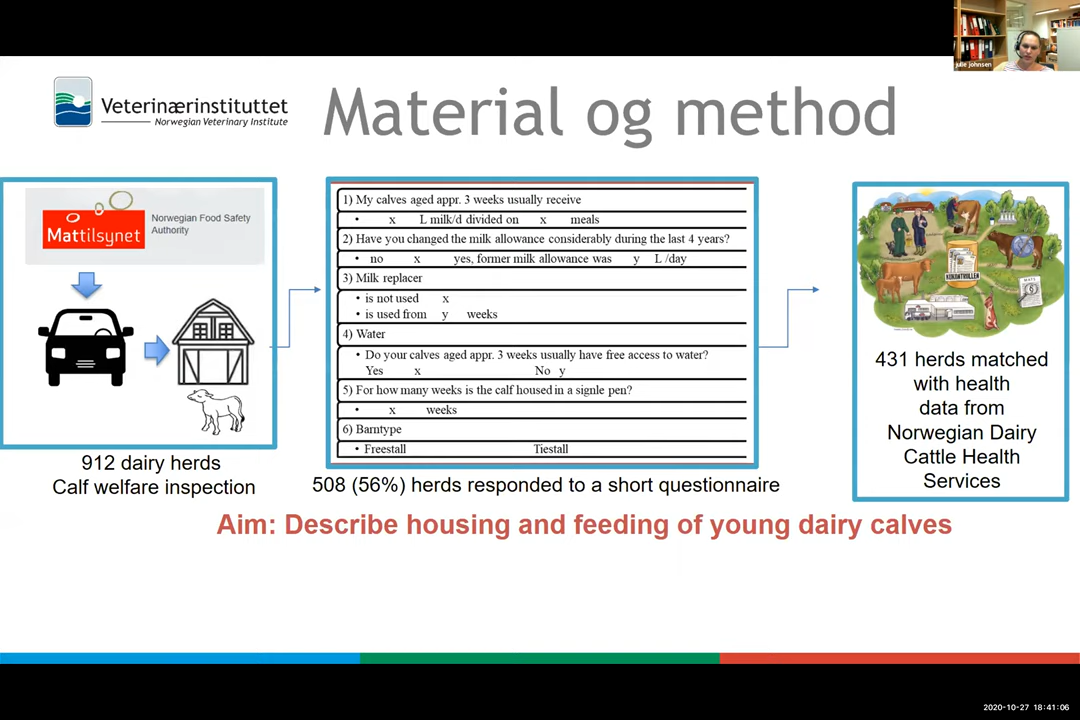 julie johnsen
Veterinærinstituttet
Norwegian Veterinary Institute
Material og method
Mattilsynet
Norwegian Food Safety
Authority
912 dairy herds
Calf welfare inspection
1) My calves aged appr. 3 weeks usually receive
• x L milk/d divided on x meals
2) Have you changed the milk allowance considerably during the last 4 years?
• no x yes, former milk allowance was y L /day
3) Milk replacer
• is not used x
• is used from y weeks
4) Water
• Do your calves aged appr. 3 weeks usually have free access to water?
Yes x No y
5) For how many weeks is the calf housed in a signle pen?
• x weeks
6) Barntype
• Freestall Tiestall
508 (56%) herds responded to a short questionnaire
KUKONTROLLEN
431 herds matched
with health
data from
Norwegian Dairy
Cattle Health
Services
Aim: Describe housing and feeding of young dairy calves
2020-10-27 18:41:06